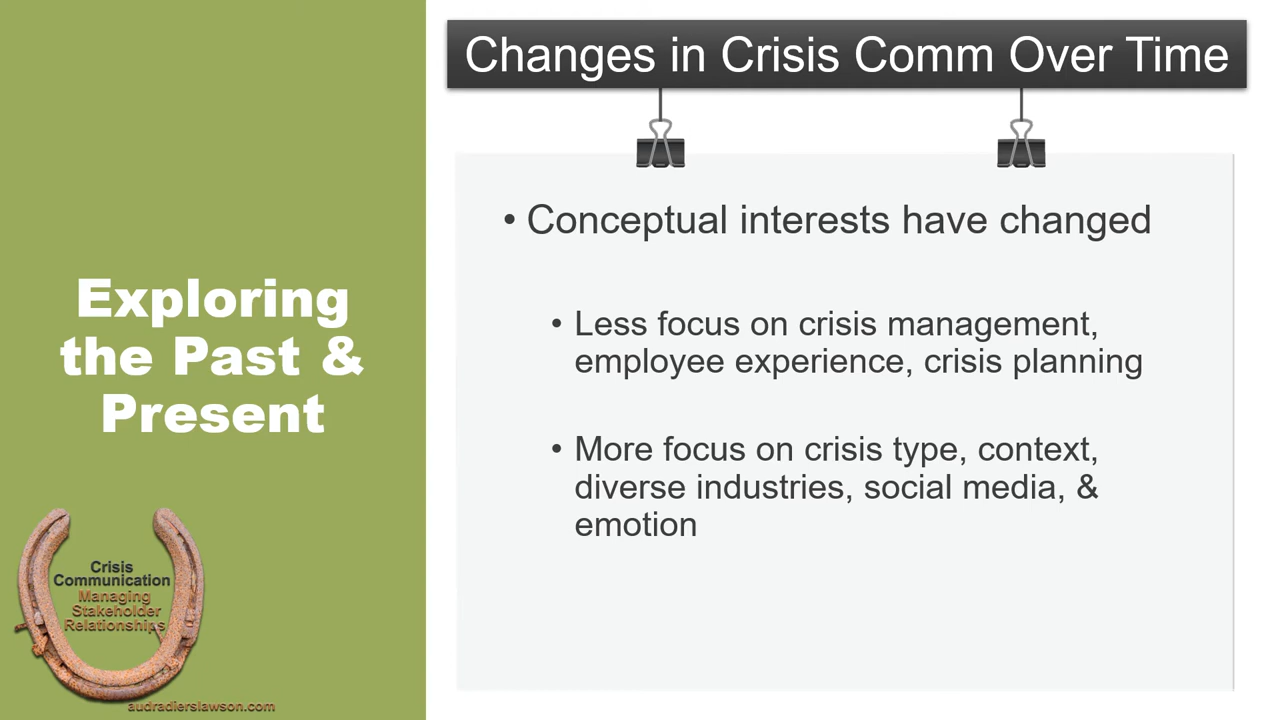 Changes in Crisis Comm Over Time
Exploring
the Past &
Present
• Conceptual interests have changed
• Less focus on crisis management,
employee experience, crisis planning
• More focus on crisis type, context,
diverse industries, social media, &
emotion
Crisis
Communication
Managing
Stakeholder
Relationships
audradierslawson.com